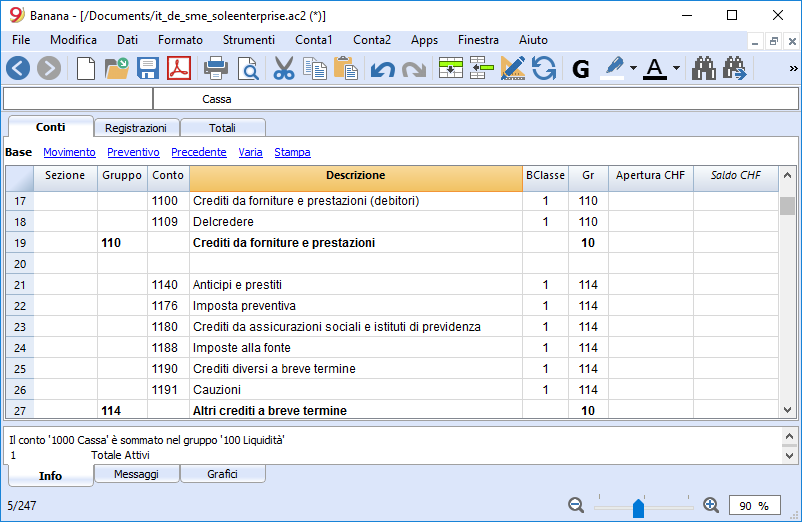 Banana - [/Documents/it_de_sme_soleenterprise.ac2 (*)]
File Modifica Dati Formato Strumenti Conta1 Conta2 Apps Finestra Aiuto
G A »
Cassa
Conti Registrazioni Totali
Base Movimento Preventivo Precedente Varia Stampa
Sezione Gruppo Conto Descrizione BClasse Gr Apertura CHF Saldo CHF
17 1100 Crediti da forniture e prestazioni (debitori) 1 110
18 1109 Delcredere 1 110
19 110 Crediti da forniture e prestazioni 10
20
21 1140 Anticipi e prestiti 1 114
22 1176 Imposta preventiva 1 114
23 1180 Crediti da assicurazioni sociali e istituti di previdenza 1 114
24 1188 Imposte alla fonte 1 114
25 1190 Crediti diversi a breve termine 1 114
26 1191 Cauzioni 1 114
27 114 Altri crediti a breve termine 10
Il conto '1000 Cassa' è sommato nel gruppo '100 Liquidità'
1 Totale Attivi
Info Messaggi Grafici
5/247 90 %